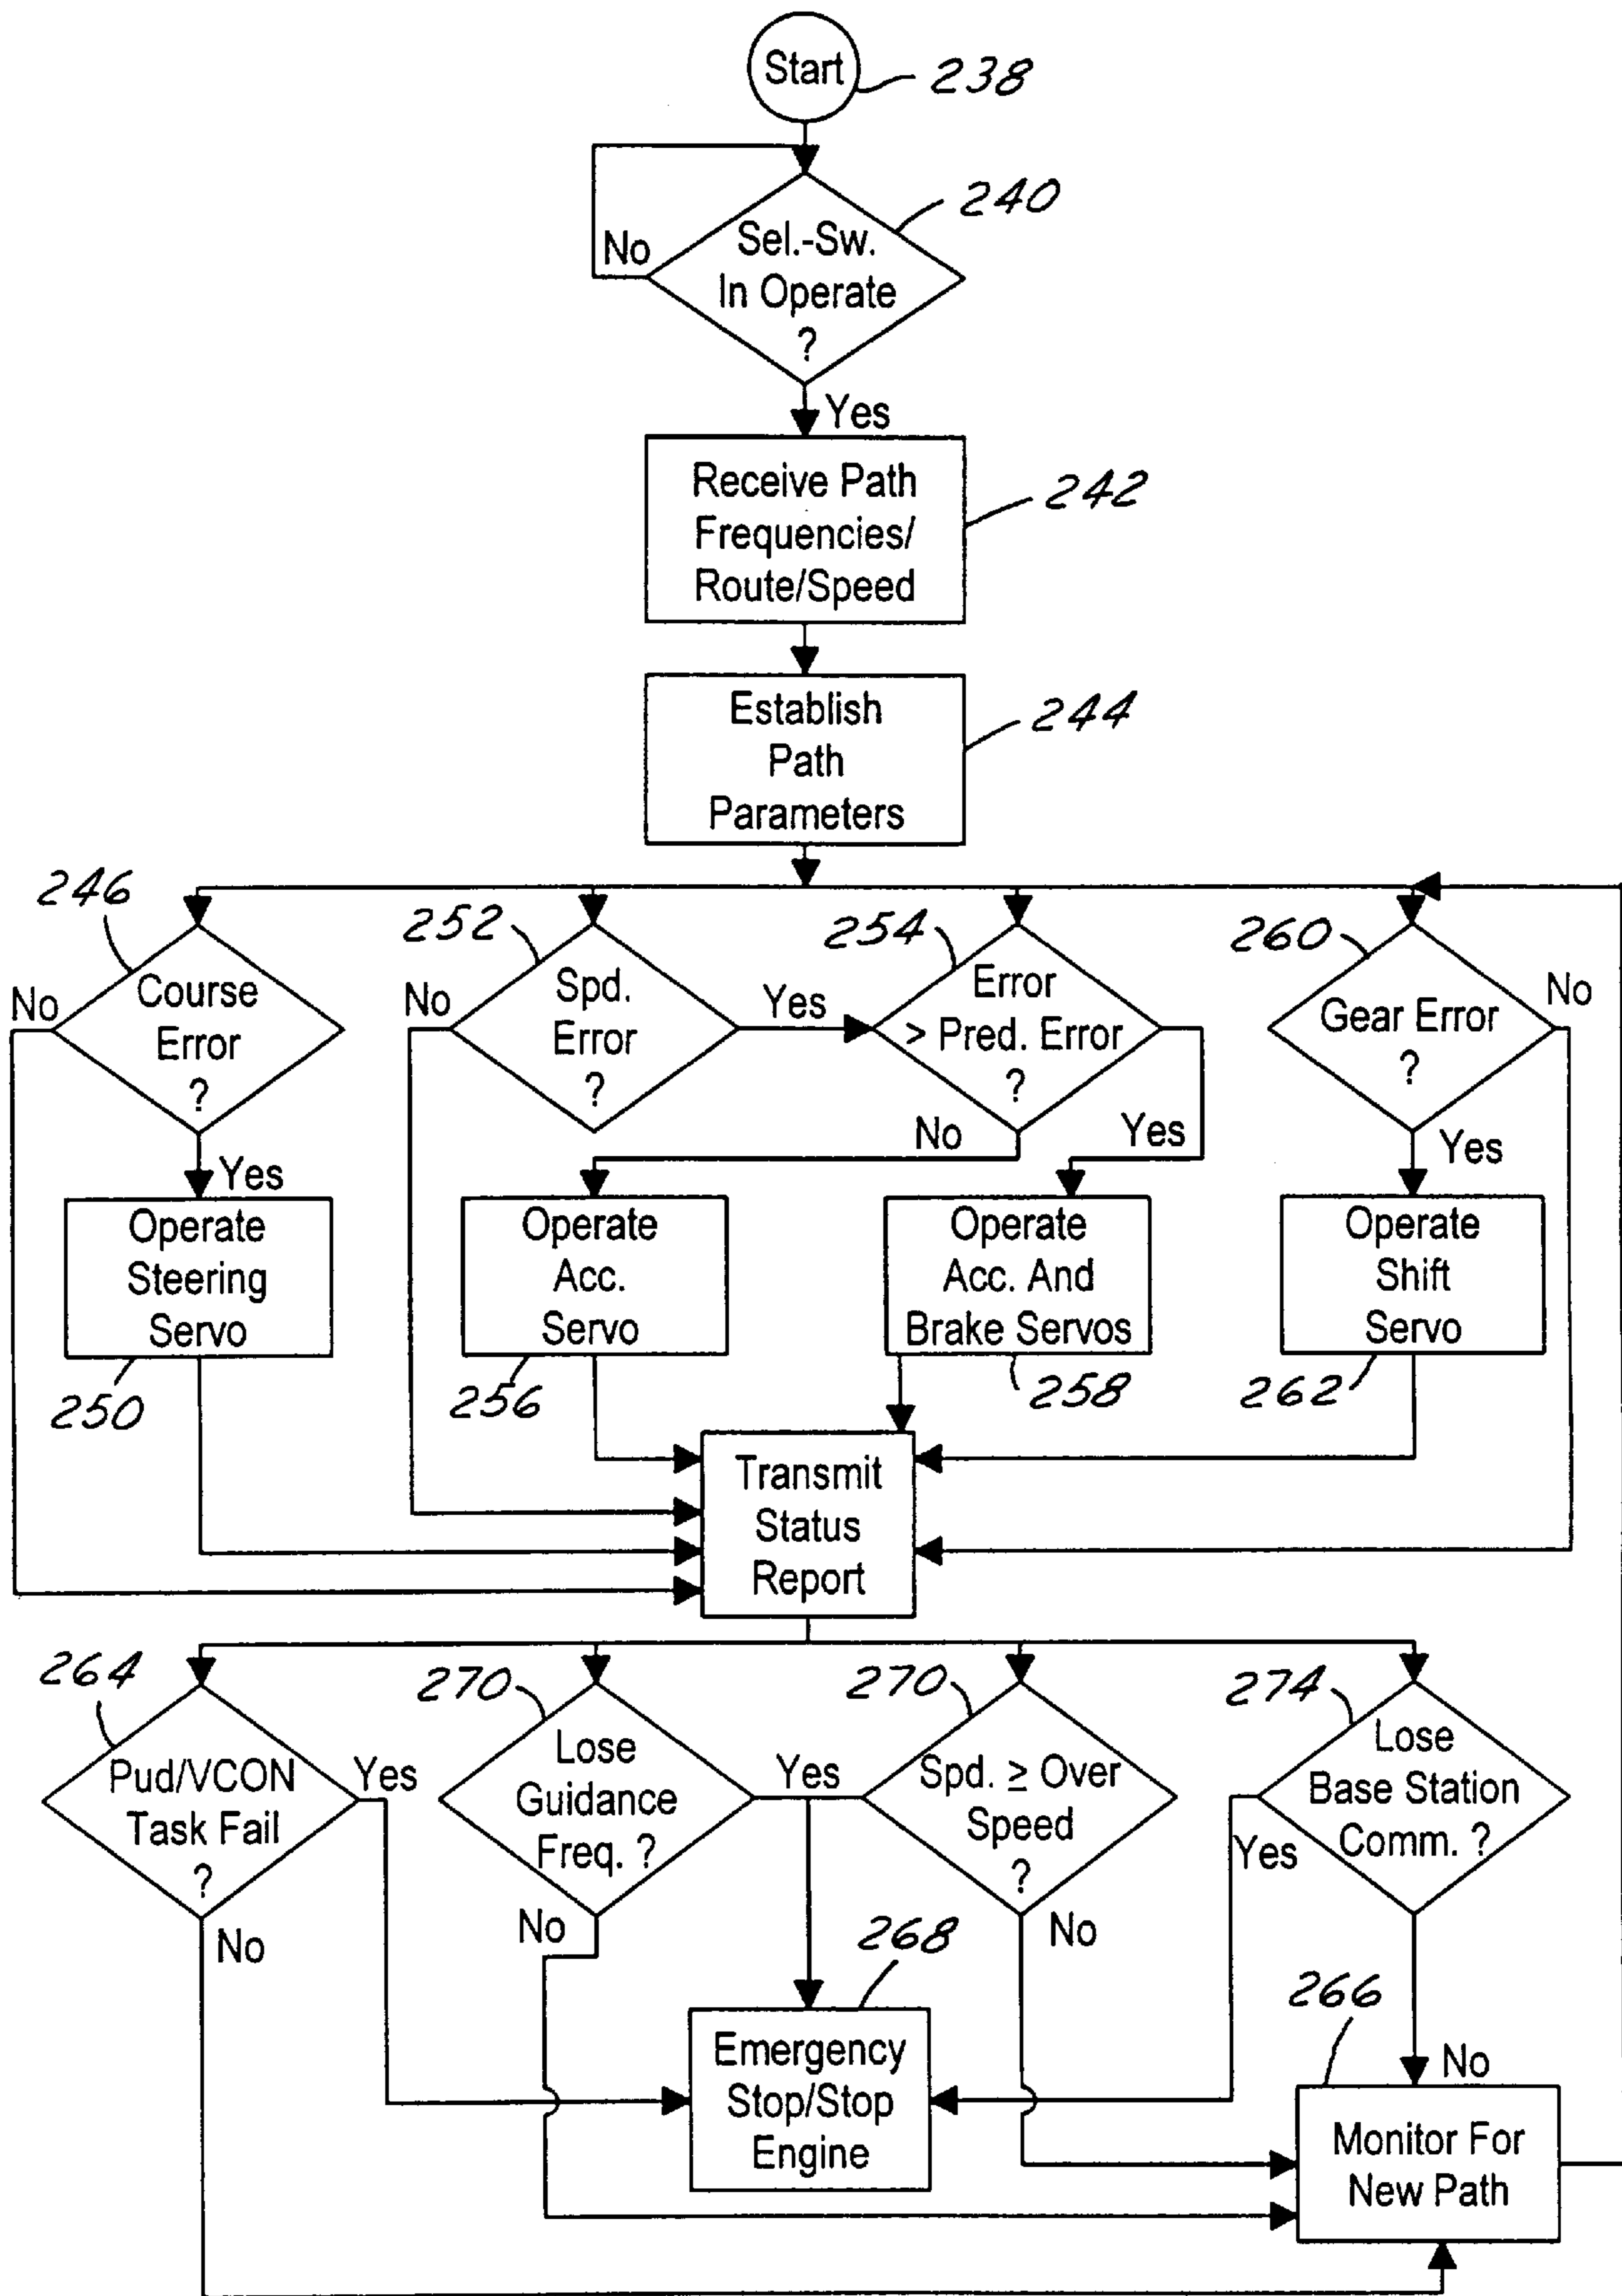 Start
238
240
Sel.-Sw.
In Operate
?
No
Yes
Receive Path
Frequencies/
Route/Speed
242
Establish
Path
Parameters
244
246
Course
Error
?
No
Yes
252
Spd.
Error
?
No
Yes
254
Error
> Pred. Error
?
No
Yes
260
Gear Error
?
No
Yes
Operate
Steering
Servo
250
Operate
Acc.
Servo
256
Operate
Acc. And
Brake Servos
258
Operate
Shift
Servo
262
Transmit
Status
Report
264
Pud/VCON
Task Fail
?
Yes
No
270
Lose
Guidance
Freq. ?
Yes
No
270
Spd. ≥ Over
Speed
?
No
274
Lose
Base Station
Comm. ?
Yes
No
268
Emergency
Stop/Stop
Engine
266
Monitor For
New Path